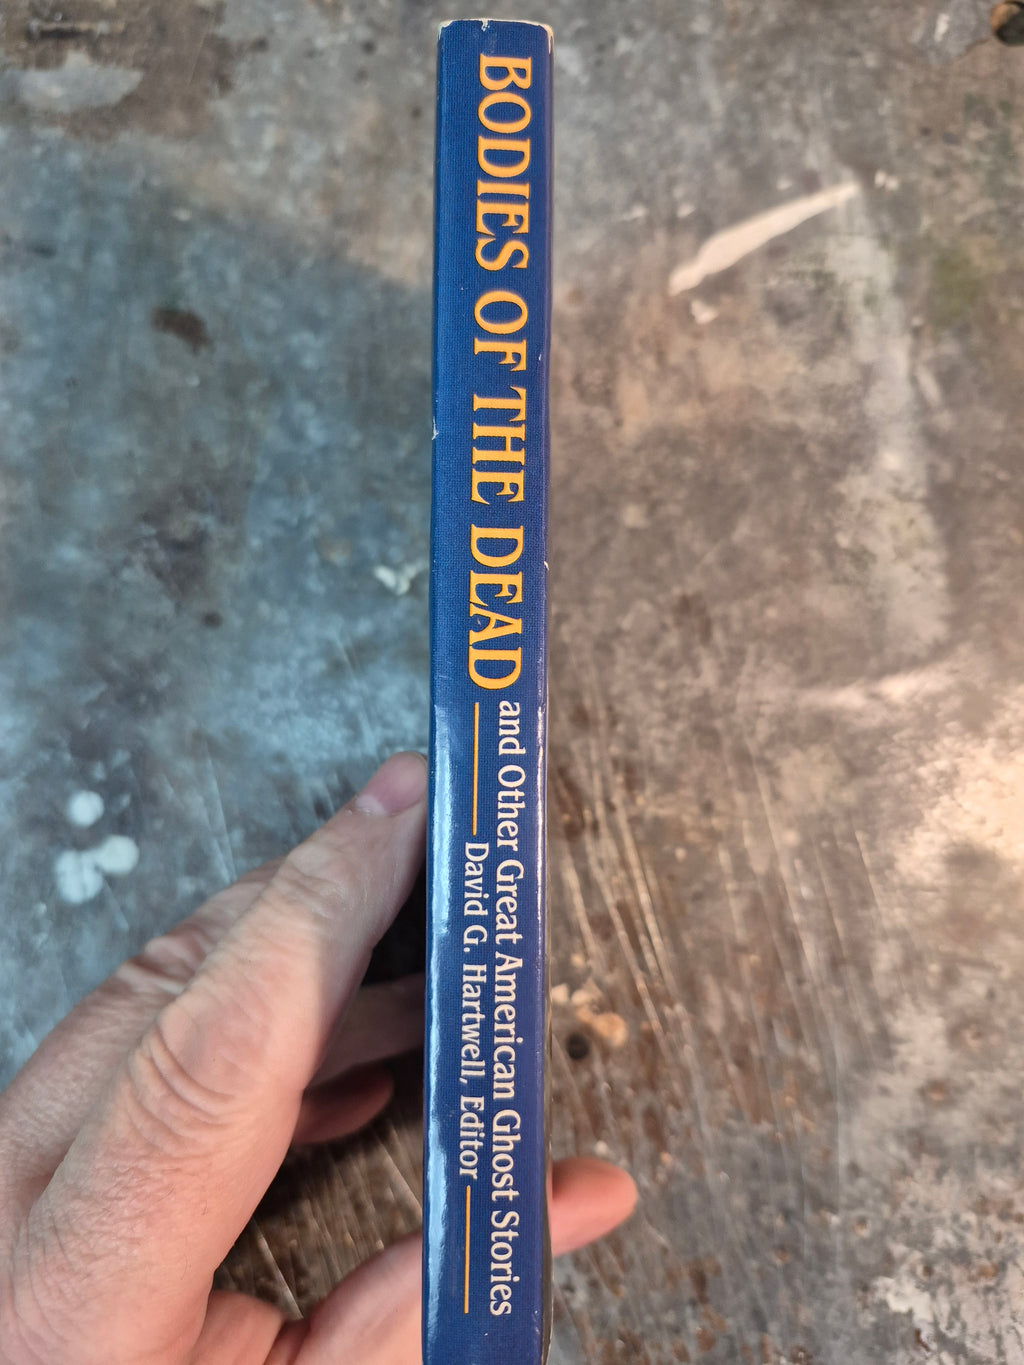 BODIES OF THE DEAD
and Other Great American Ghost Stories
David G. Hartwell, Editor